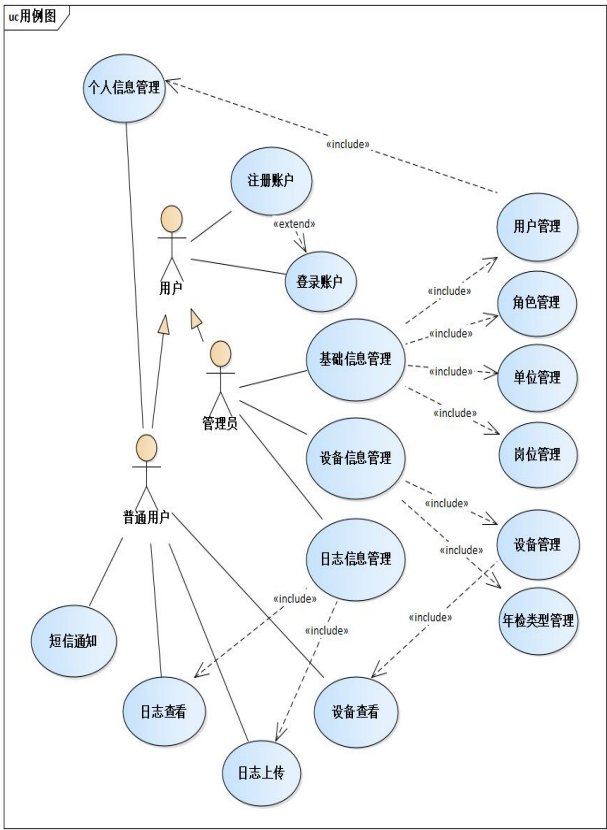 uc用例图
个人信息管理
«include»
注册账户
«extend»
用户管理
用户
登录账户
«include»
角色管理
«include»
基础信息管理
«include»
单位管理
管理员
«include»
设备信息管理
岗位管理
«include»
普通用户
设备管理
«include»
日志信息管理
«include»
«include»
年检类型管理
«include»
短信通知
日志查看
设备查看
日志上传